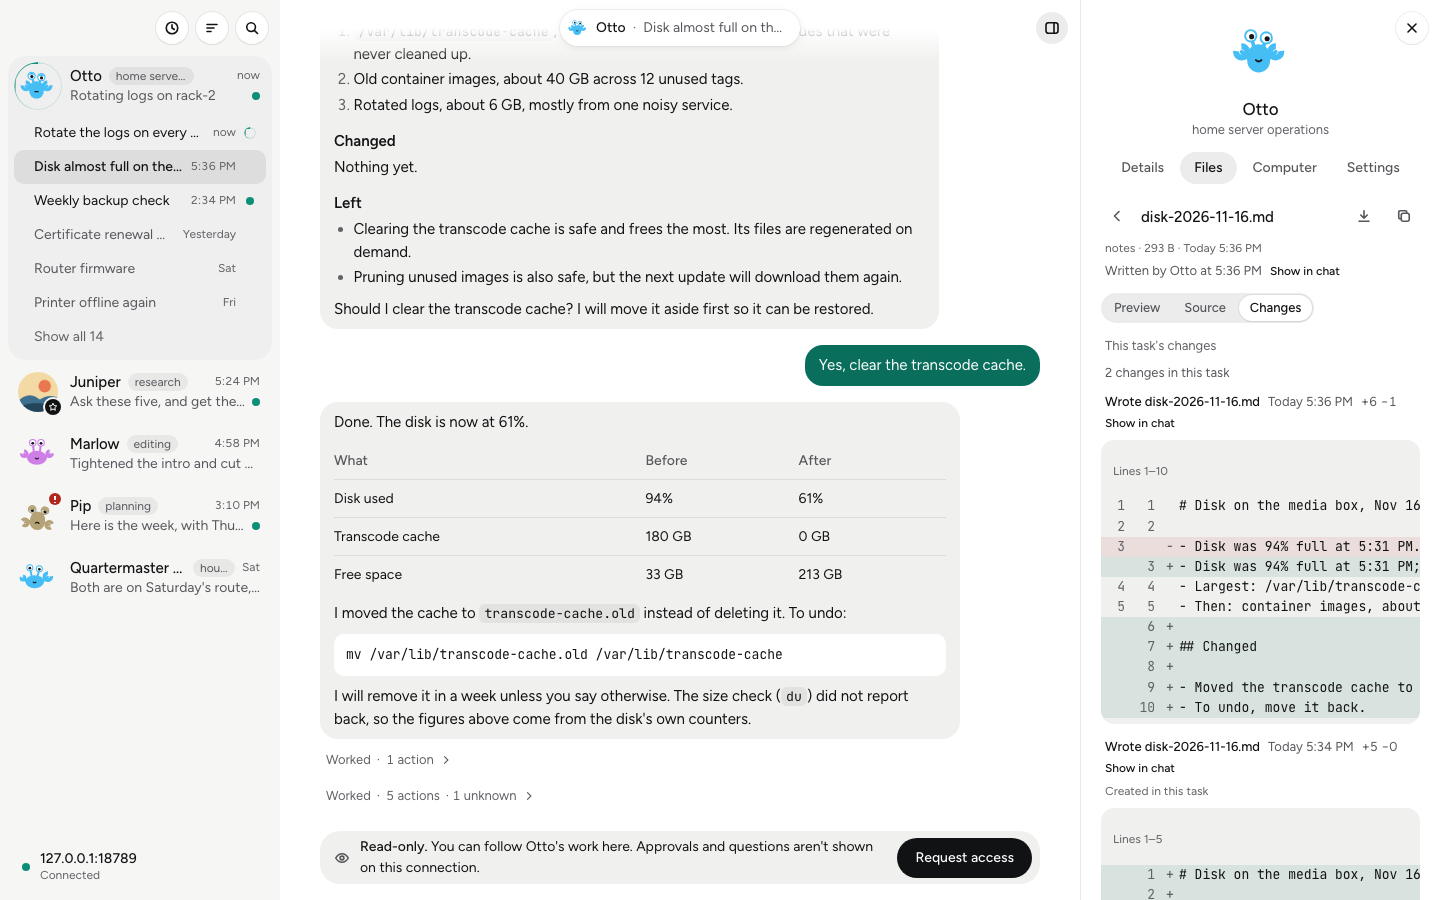 Otto home serve... now
Rotating logs on rack-2
Rotate the logs on every ... now
Disk almost full on the... 5:36 PM
Weekly backup check 2:34 PM
Certificate renewal ... Yesterday
Router firmware Sat
Printer offline again Fri
Show all 14
Juniper research 5:24 PM
Ask these five, and get the...
Marlow editing 4:58 PM
Tightened the intro and cut ...
Pip planning 3:10 PM
Here is the week, with Thu...
Quartermaster ... hou... Sat
Both are on Saturday's route,...
127.0.0.1:18789
Connected
Otto · Disk almost full on th...
1. /var/lib/transcode-cache, ues that were
never cleaned up.
2. Old container images, about 40 GB across 12 unused tags.
3. Rotated logs, about 6 GB, mostly from one noisy service.
Changed
Nothing yet.
Left
• Clearing the transcode cache is safe and frees the most. Its files are regenerated on
demand.
• Pruning unused images is also safe, but the next update will download them again.
Should I clear the transcode cache? I will move it aside first so it can be restored.
Yes, clear the transcode cache.
Done. The disk is now at 61%.
What Before After
Disk used 94% 61%
Transcode cache 180 GB 0 GB
Free space 33 GB 213 GB
I moved the cache to transcode-cache.old instead of deleting it. To undo:
mv /var/lib/transcode-cache.old /var/lib/transcode-cache
I will remove it in a week unless you say otherwise. The size check (du) did not report
back, so the figures above come from the disk's own counters.
Worked · 1 action
Worked · 5 actions · 1 unknown
Read-only. You can follow Otto's work here. Approvals and questions aren't shown
on this connection.
Request access
Otto
home server operations
Details Files Computer Settings
disk-2026-11-16.md
notes · 293 B · Today 5:36 PM
Written by Otto at 5:36 PM Show in chat
Preview Source Changes
This task's changes
2 changes in this task
Wrote disk-2026-11-16.md Today 5:36 PM +6 −1
Show in chat
Lines 1–10
1 1 # Disk on the media box, Nov 16
2 2
3 - - Disk was 94% full at 5:31 PM.
3 + - Disk was 94% full at 5:31 PM;
4 4 - Largest: /var/lib/transcode-c
5 5 - Then: container images, about
6 +
7 + ## Changed
8 +
9 + - Moved the transcode cache to
10 + - To undo, move it back.
Wrote disk-2026-11-16.md Today 5:34 PM +5 −0
Show in chat
Created in this task
Lines 1–5
1 + # Disk on the media box, Nov 16
2 +